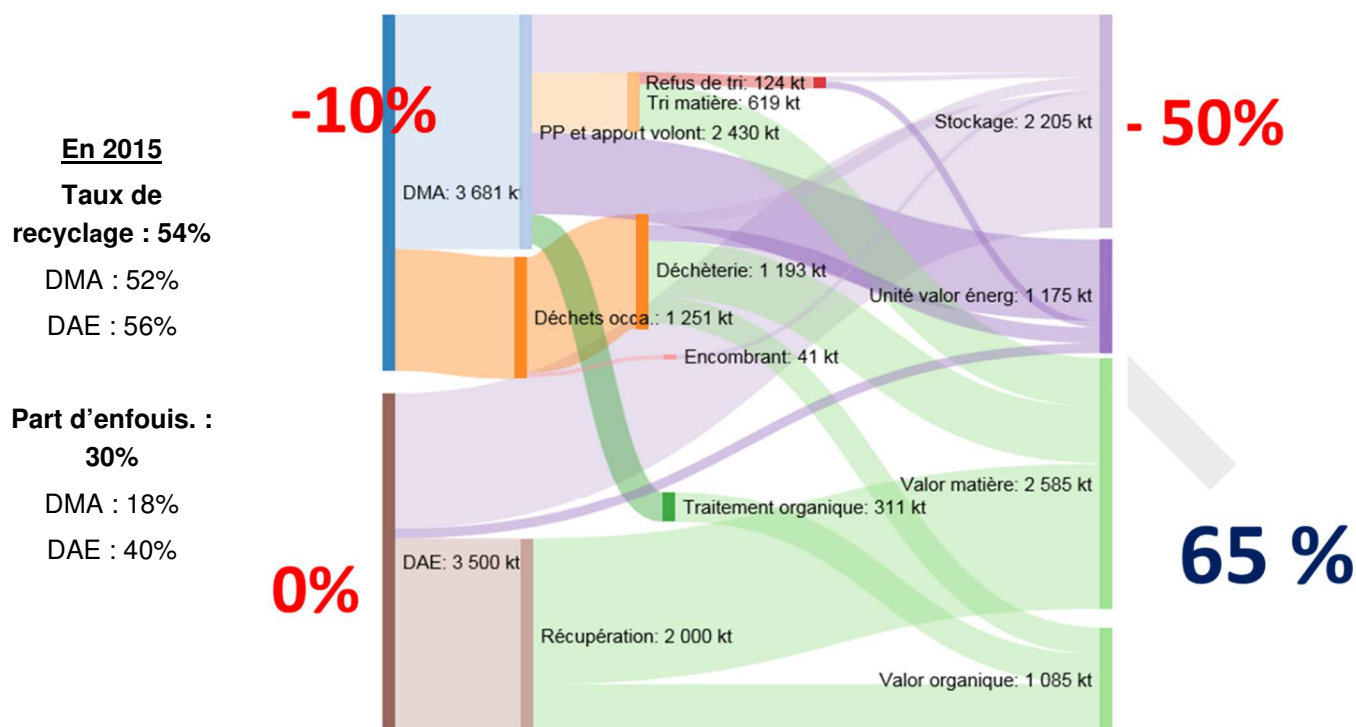 En 2015
Taux de
recyclage : 54%
DMA : 52%
DAE : 56%
Part d'enfouis. :
30%
DMA : 18%
DAE : 40%
-10%
0%
DMA: 3 681 kt
DAE: 3 500 kt
Refus de tri: 124 kt
Tri matière: 619 kt
PP et apport volont: 2 430 kt
Déchèterie: 1 193 kt
Déchets occa.: 1 251 kt
Encombrant: 41 kt
Traitement organique: 311 kt
Récupération: 2 000 kt
Stockage: 2 205 kt
Unité valor énerg: 1 175 kt
Valor matière: 2 585 kt
Valor organique: 1 085 kt
- 50%
65 %